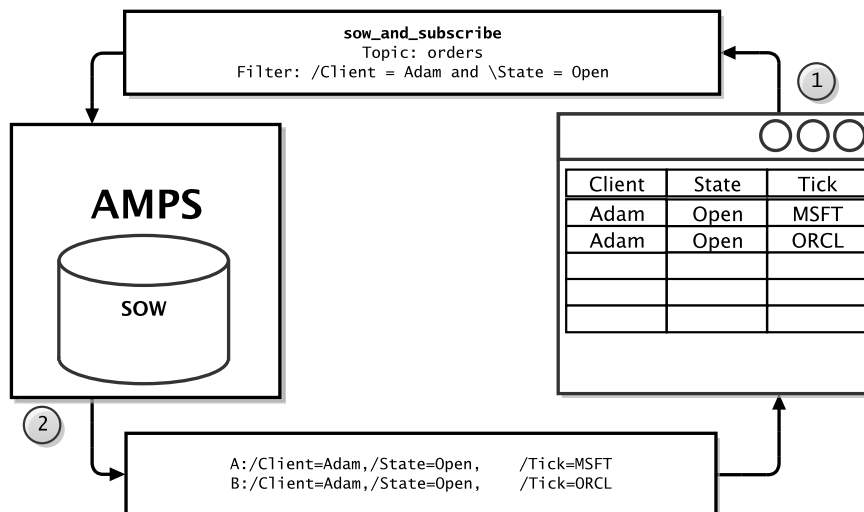 sow_and_subscribe
Topic: orders
Filter: /Client = Adam and \State = Open
1
AMPS
SOW
Client State Tick
Adam Open MSFT
Adam Open ORCL
2
A:/Client=Adam,/State=Open, /Tick=MSFT
B:/Client=Adam,/State=Open, /Tick=ORCL